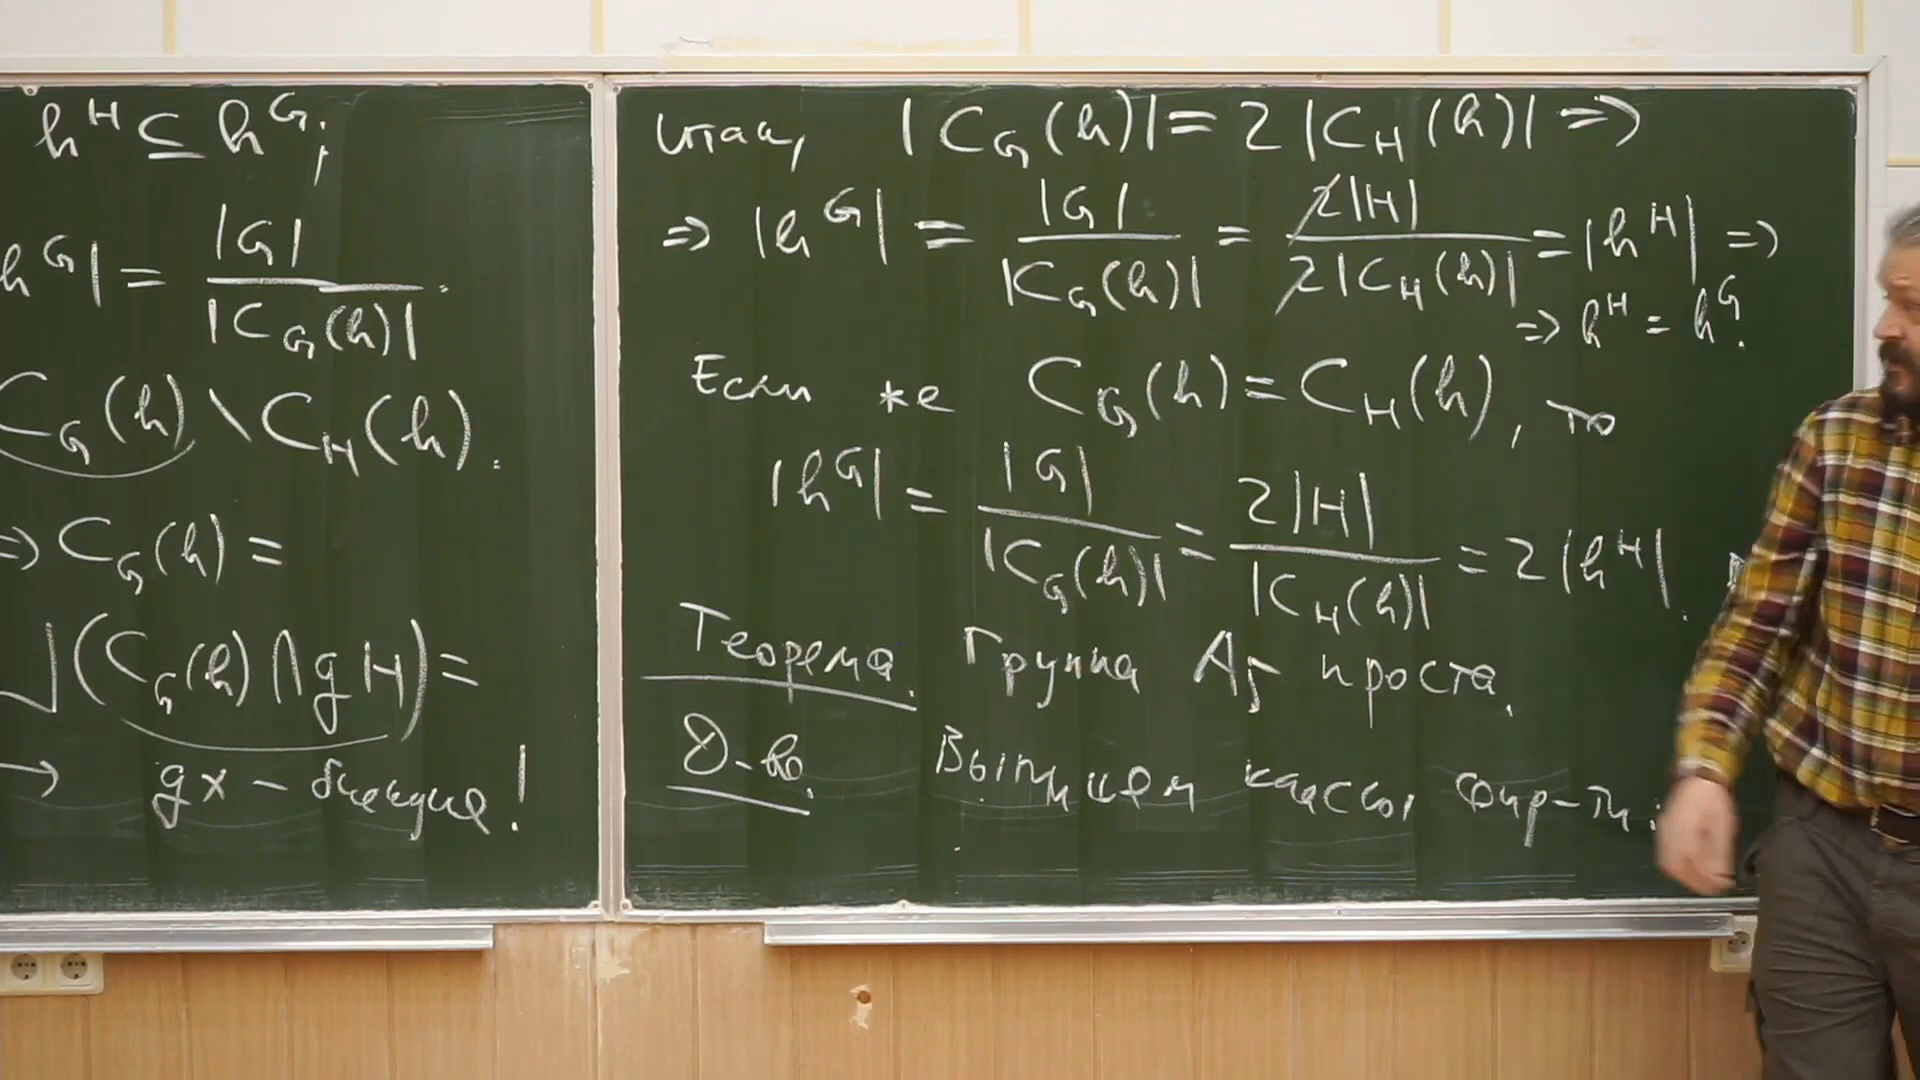 h^H ⊆ h^G;
h^G| = |G| / |C_G(h)|.
C_G(h) \ C_H(h).
⇒ C_G(h) =
⊔ (C_G(h) ∩ gH) =
→ gx – биекция!
Итак, |C_G(h)| = 2|C_H(h)| ⇒
⇒ |h^G| = |G| / |C_G(h)| = 2|H| / 2|C_H(h)| = |h^H| ⇒
⇒ h^H = h^G.
Если же C_G(h) = C_H(h), то
|h^G| = |G| / |C_G(h)| = 2|H| / |C_H(h)| = 2|h^H|.
Теорема. Группа A_5 проста.
Д-во. Выпишем классы сопр-ти: